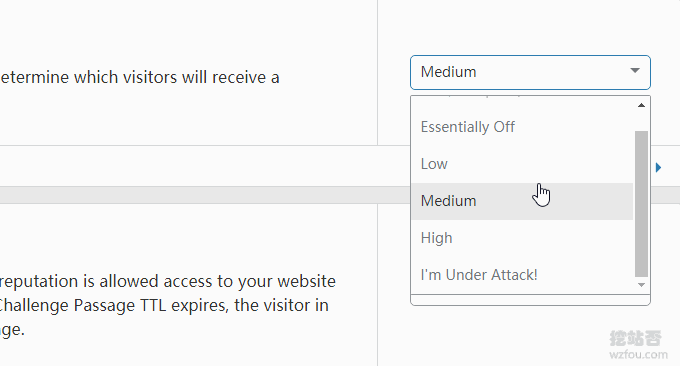 etermine which visitors will receive a
Medium
Essentially Off
Low
Medium
High
I'm Under Attack!
reputation is allowed access to your website
Challenge Passage TTL expires, the visitor in
age.
挖站否
wzfou.com